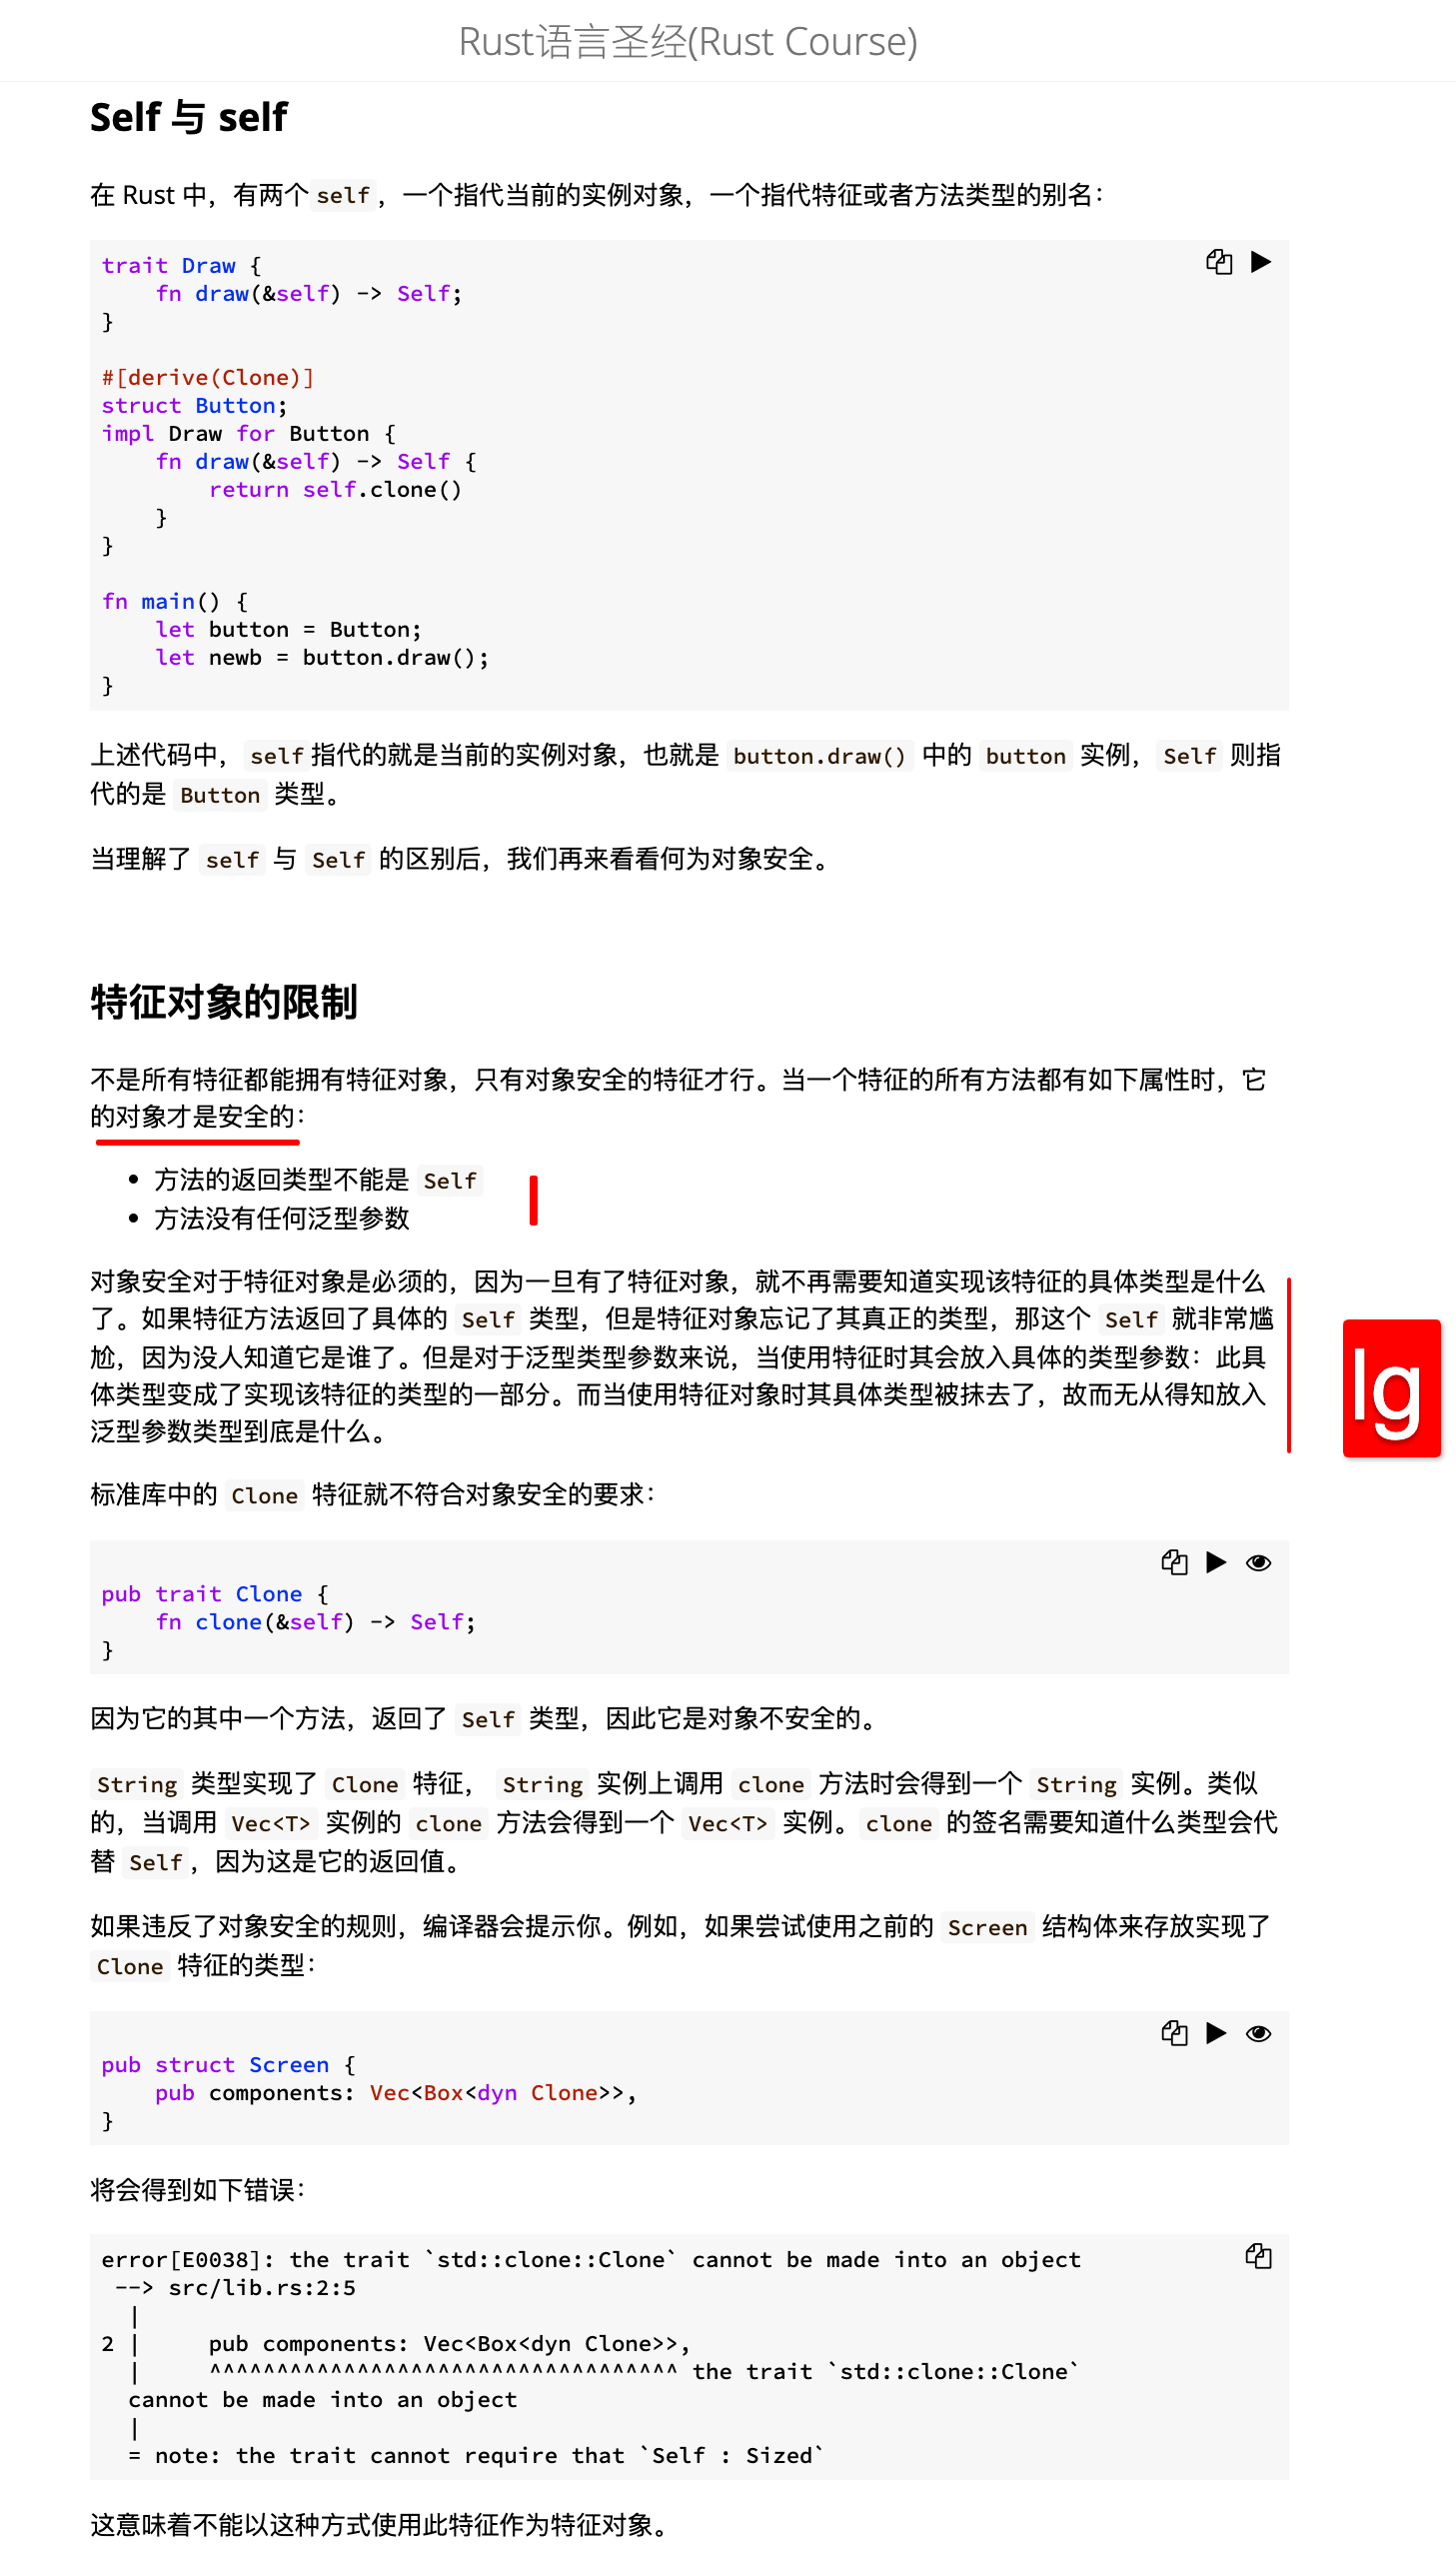 Rust语言圣经(Rust Course)
Self 与 self
在 Rust 中，有两个self，一个指代当前的实例对象，一个指代特征或者方法类型的别名：
trait Draw {
    fn draw(&self) -> Self;
}
#[derive(Clone)]
struct Button;
impl Draw for Button {
    fn draw(&self) -> Self {
        return self.clone()
    }
}
fn main() {
    let button = Button;
    let newb = button.draw();
}
上述代码中，self指代的就是当前的实例对象，也就是 button.draw() 中的 button 实例，Self 则指
代的是 Button 类型。
当理解了 self 与 Self 的区别后，我们再来看看何为对象安全。
特征对象的限制
不是所有特征都能拥有特征对象，只有对象安全的特征才行。当一个特征的所有方法都有如下属性时，它
的对象才是安全的：
• 方法的返回类型不能是 Self
• 方法没有任何泛型参数
对象安全对于特征对象是必须的，因为一旦有了特征对象，就不再需要知道实现该特征的具体类型是什么
了。如果特征方法返回了具体的 Self 类型，但是特征对象忘记了其真正的类型，那这个 Self 就非常尴
尬，因为没人知道它是谁了。但是对于泛型类型参数来说，当使用特征时其会放入具体的类型参数：此具
体类型变成了实现该特征的类型的一部分。而当使用特征对象时其具体类型被抹去了，故而无从得知放入
泛型参数类型到底是什么。
lg
标准库中的 Clone 特征就不符合对象安全的要求：
pub trait Clone {
    fn clone(&self) -> Self;
}
因为它的其中一个方法，返回了 Self 类型，因此它是对象不安全的。
String 类型实现了 Clone 特征， String 实例上调用 clone 方法时会得到一个 String 实例。类似
的，当调用 Vec<T> 实例的 clone 方法会得到一个 Vec<T> 实例。clone 的签名需要知道什么类型会代
替 Self，因为这是它的返回值。
如果违反了对象安全的规则，编译器会提示你。例如，如果尝试使用之前的 Screen 结构体来存放实现了
Clone 特征的类型：
pub struct Screen {
    pub components: Vec<Box<dyn Clone>>,
}
将会得到如下错误：
error[E0038]: the trait `std::clone::Clone` cannot be made into an object
 --> src/lib.rs:2:5
  |
2 |     pub components: Vec<Box<dyn Clone>>,
  |     ^^^^^^^^^^^^^^^^^^^^^^^^^^^^^^^^^^^ the trait `std::clone::Clone`
  cannot be made into an object
  |
  = note: the trait cannot require that `Self : Sized`
这意味着不能以这种方式使用此特征作为特征对象。